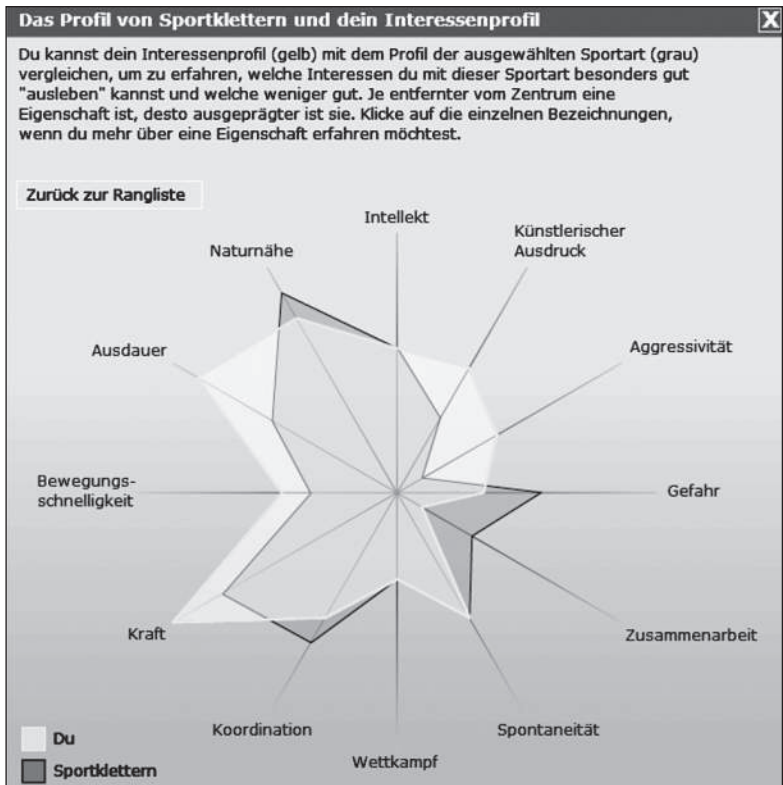 Das Profil von Sportklettern und dein Interessenprofil X
Du kannst dein Interessenprofil (gelb) mit dem Profil der ausgewählten Sportart (grau)
vergleichen, um zu erfahren, welche Interessen du mit dieser Sportart besonders gut
"ausleben" kannst und welche weniger gut. Je entfernter vom Zentrum eine
Eigenschaft ist, desto ausgeprägter ist sie. Klicke auf die einzelnen Bezeichnungen,
wenn du mehr über eine Eigenschaft erfahren möchtest.
Zurück zur Rangliste
Intellekt
Künstlerischer
Ausdruck
Naturnähe
Aggressivität
Ausdauer
Bewegungs-
schnelligkeit
Gefahr
Kraft
Zusammenarbeit
Koordination
Spontaneität
Wettkampf
Du
Sportklettern